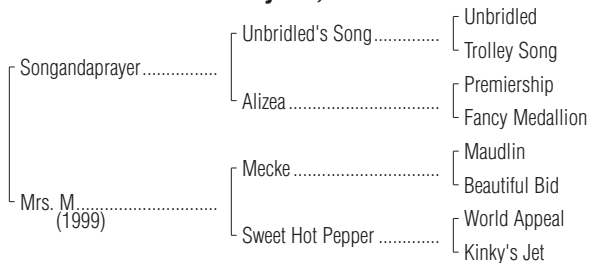 Unbridled
Unbridled's Song
Trolley Song
Songandaprayer
Premiership
Alizea
Fancy Medallion
Maudlin
Mecke
Beautiful Bid
Mrs. M
(1999)
World Appeal
Sweet Hot Pepper
Kinky's Jet